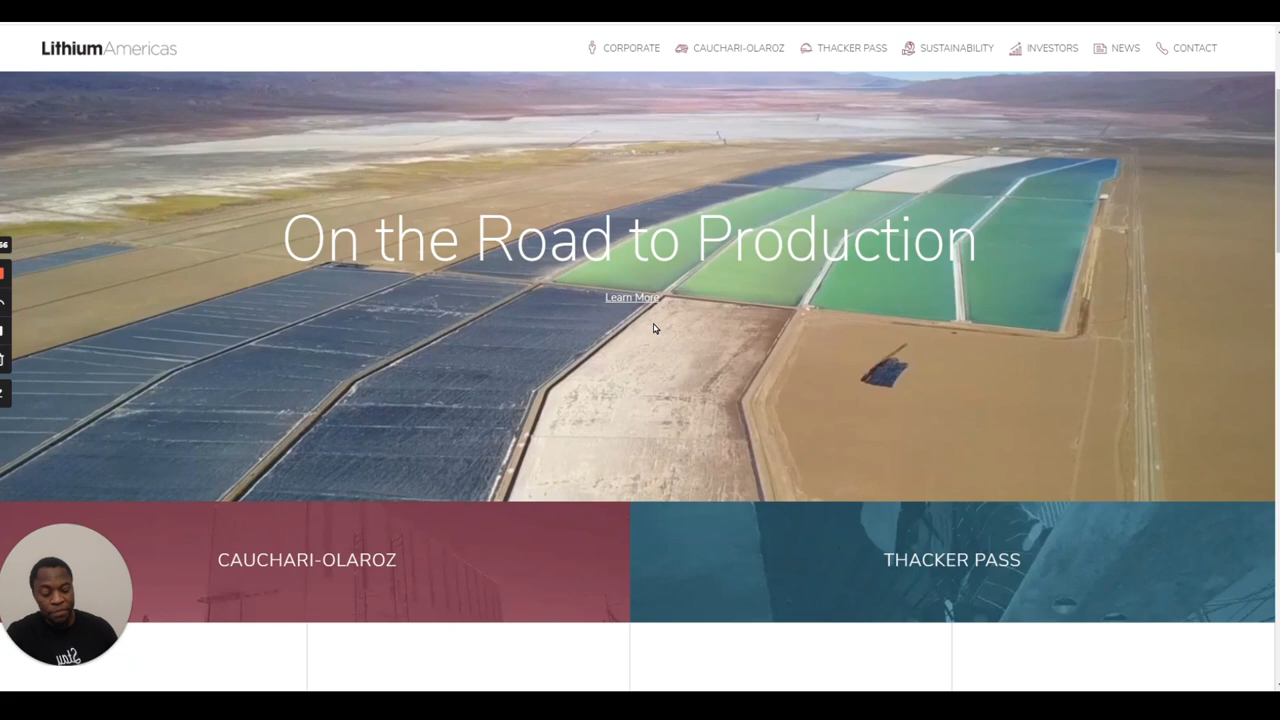 LithiumAmericas
CORPORATE CAUCHARI-OLAROZ THACKER PASS SUSTAINABILITY INVESTORS NEWS CONTACT
On the Road to Production
Learn More
CAUCHARI-OLAROZ
THACKER PASS
Stay